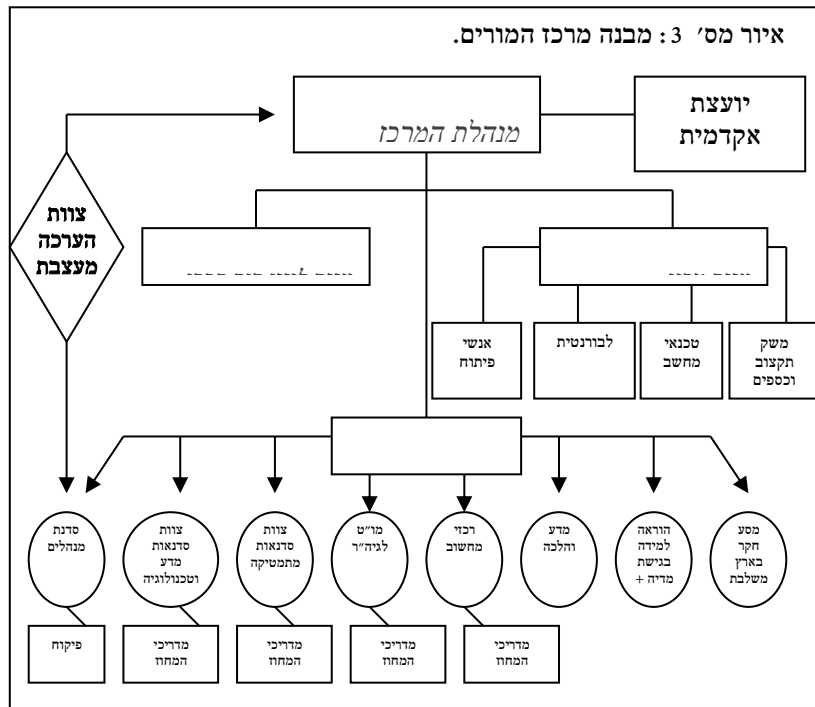 איור מס׳ 3: מבנה מרכז המורים.
יועצת
אקדמית
מנהלת המרכז
צוות
הערכה
מעצבת
משק
תקצוב
וכספים
טכנאי
מחשב
לבורנטית
אנשי
פיתוח
מסע
חקר
בארץ
משלבת
הוראה
למידה
בגישת
מדיה +
מדע
והלכה
רכזי
מחשוב
מו״ט
לגיה״ר
צוות
סדנאות
מתמטיקה
צוות
סדנאות
מדע
וטכנולוגיה
סדנת
מנהלים
מדריכי
המחוז
מדריכי
המחוז
מדריכי
המחוז
מדריכי
המחוז
פיקוח